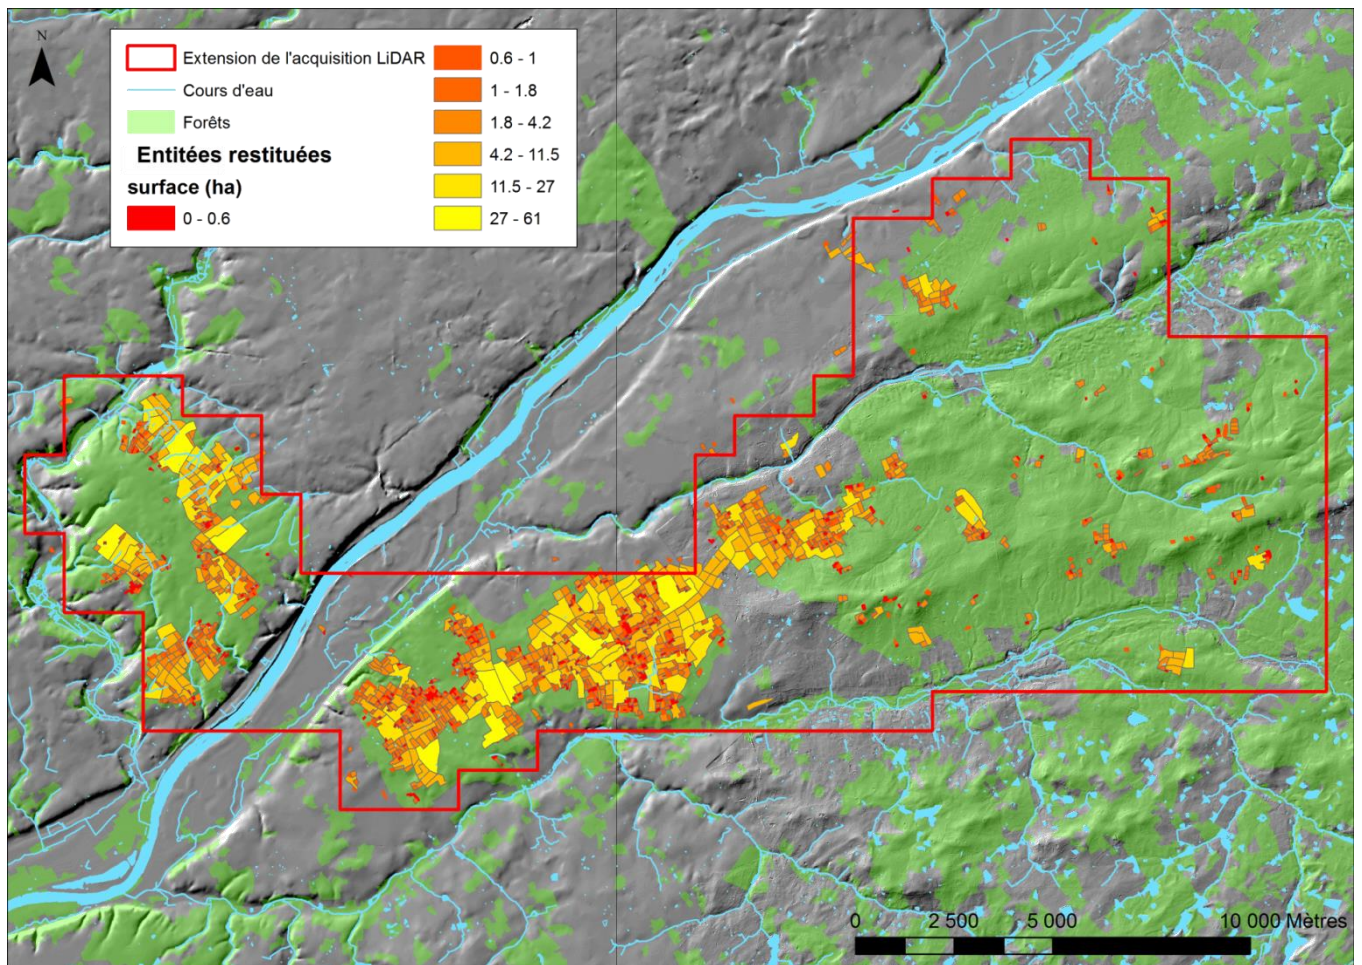 N
Extension de l'acquisition LiDAR
Cours d'eau
Forêts
Entitées restituées
surface (ha)
0 - 0.6
0.6 - 1
1 - 1.8
1.8 - 4.2
4.2 - 11.5
11.5 - 27
27 - 61
0 2 500 5 000 10 000 Mètres